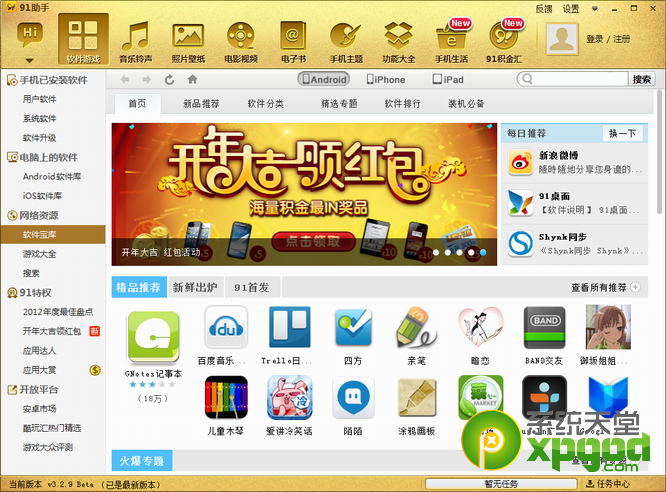 91助手
反馈 设置
Hi
软件游戏
音乐铃声
照片壁纸
电影视频
电子书
手机主题
功能大全
New
手机生活
New
91积金汇
登录 / 注册
手机已安装软件
用户软件
系统软件
软件升级
电脑上的软件
Android软件库
iOS软件库
网络资源
软件宝库
游戏大全
搜索
91特权
2012年度最佳盘点
开年大吉领红包
新
应用达人
应用大赏
开放平台
安卓市场
酷玩汇热门精选
游戏大众评测
Android
iPhone
iPad
搜索
首页
新品推荐
软件分类
精选专题
软件排行
装机必备
开年大吉领红包
海量积金最IN奖品
点击领取
x5
x5
x10
x10
开年大吉 红包活动
每日推荐
换一下
新浪微博
随时随地分享您身边的...
91桌面
【软件说明】 91桌面...
Shynk同步
《Shynk同步 Shynk》...
精品推荐
新鲜出炉
91首发
查看所有推荐
GNotes记事本
(18万)
du
百度音乐...
Trello日...
四方
亲笔
暗恋
BAND
BAND交友
御坂姐姐...
儿童木琴
冷
爱讲冷笑话
陌陌
涂鸦画板
MARKET
Google
系统天堂
xpgod.com
火爆专题
当前版本 v3.2.9 Beta (已是最新版本)
暂无任务
任务中心